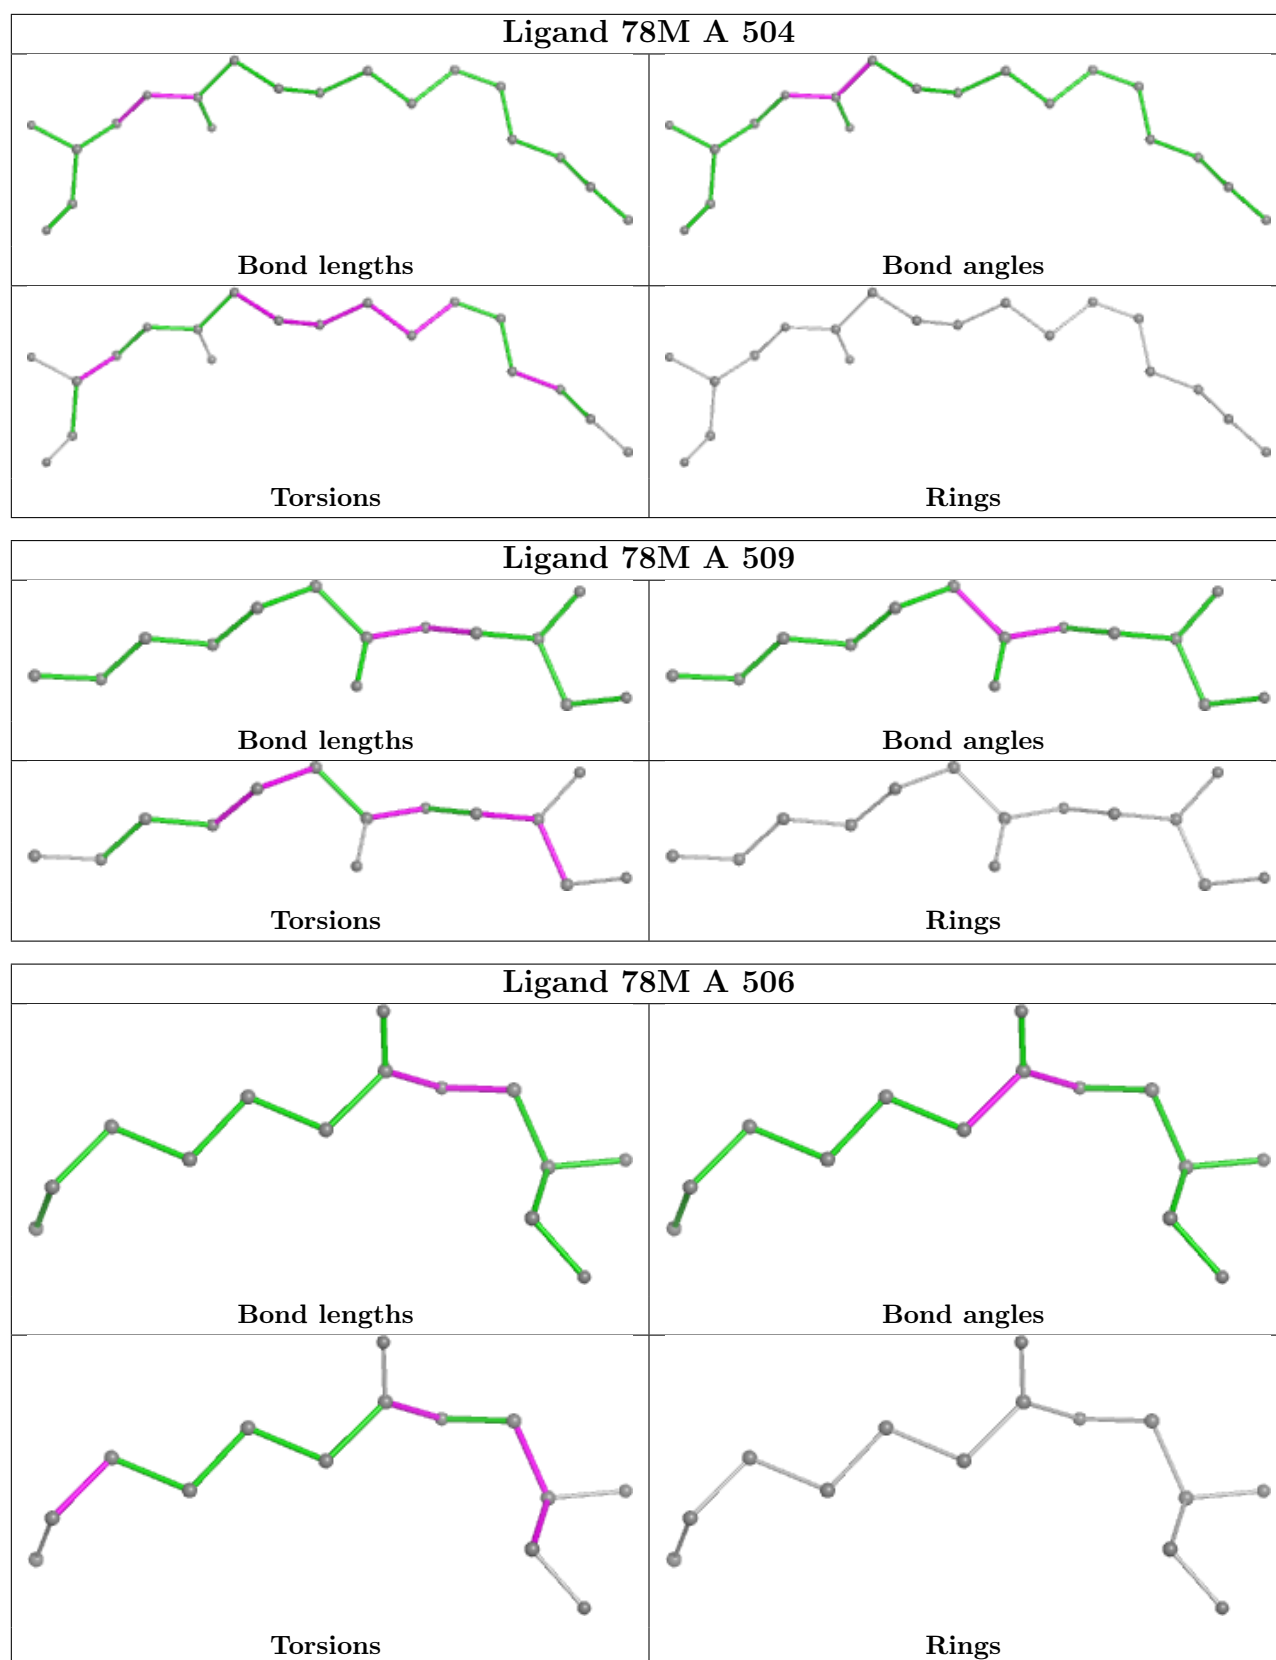 Ligand 78M A 504
Bond lengths
Bond angles
Torsions
Rings
Ligand 78M A 509
Bond lengths
Bond angles
Torsions
Rings
Ligand 78M A 506
Bond lengths
Bond angles
Torsions
Rings